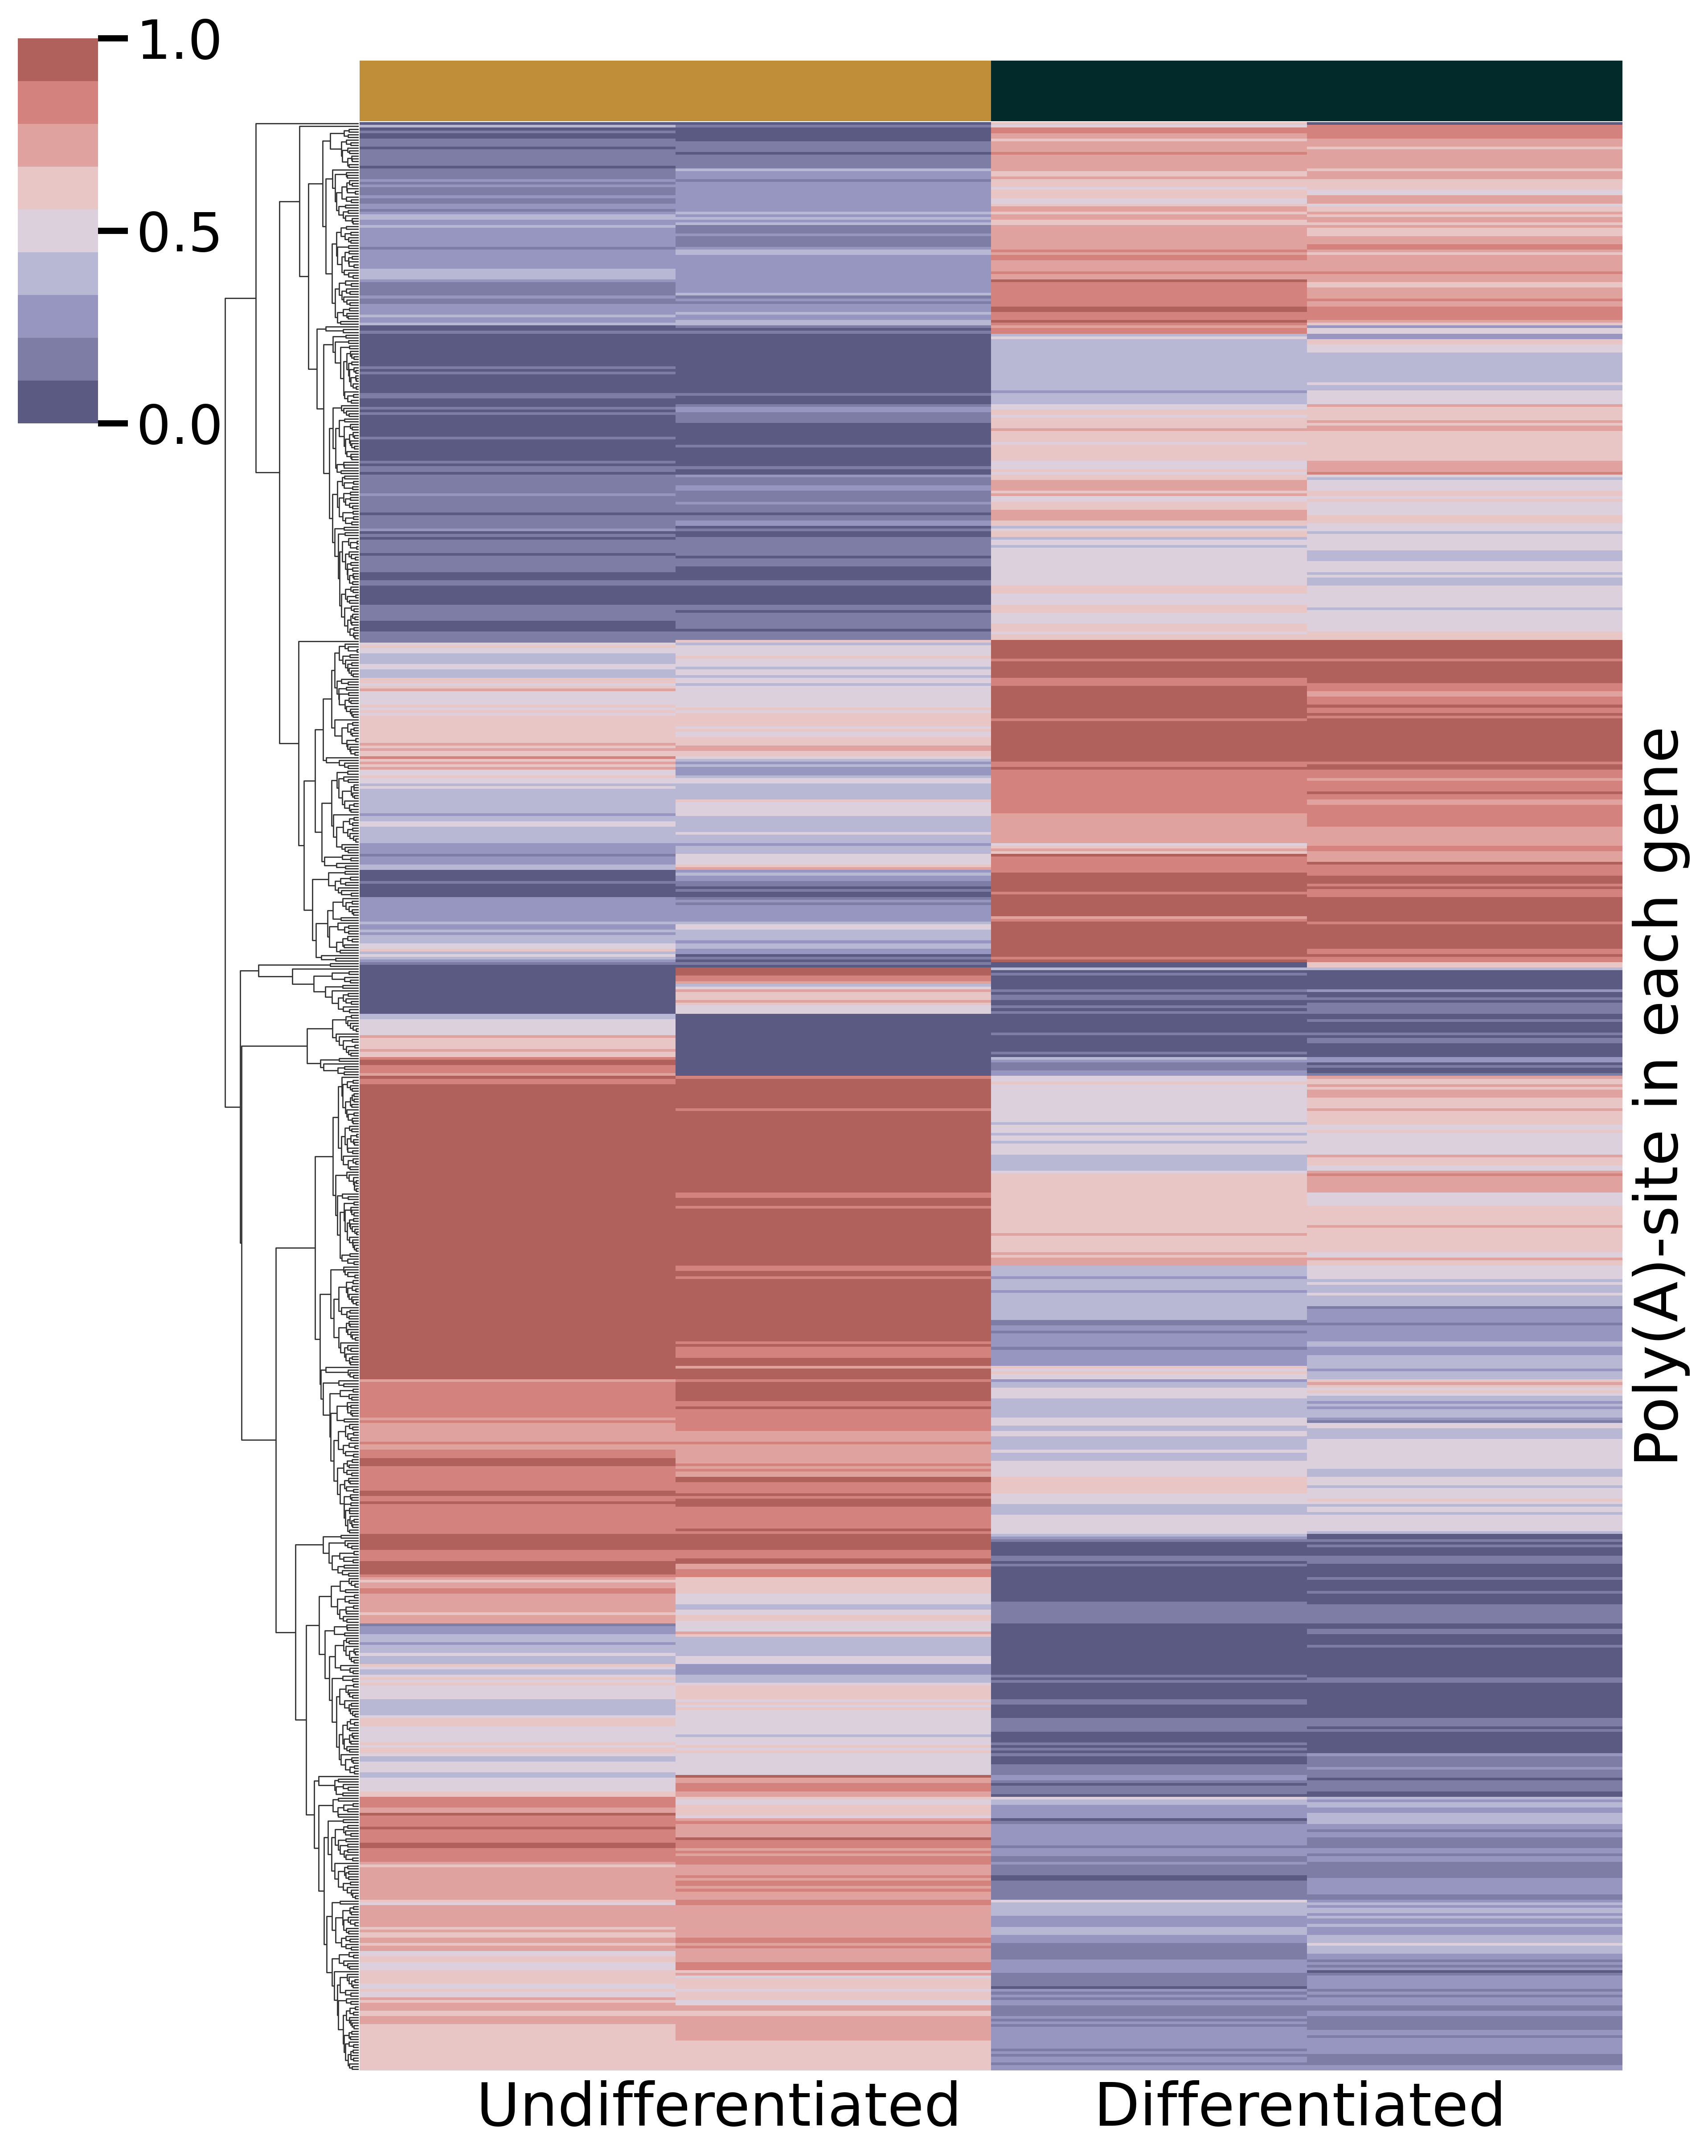 1.0
0.5
0.0
Poly(A)-site in each gene
Undifferentiated
Differentiated